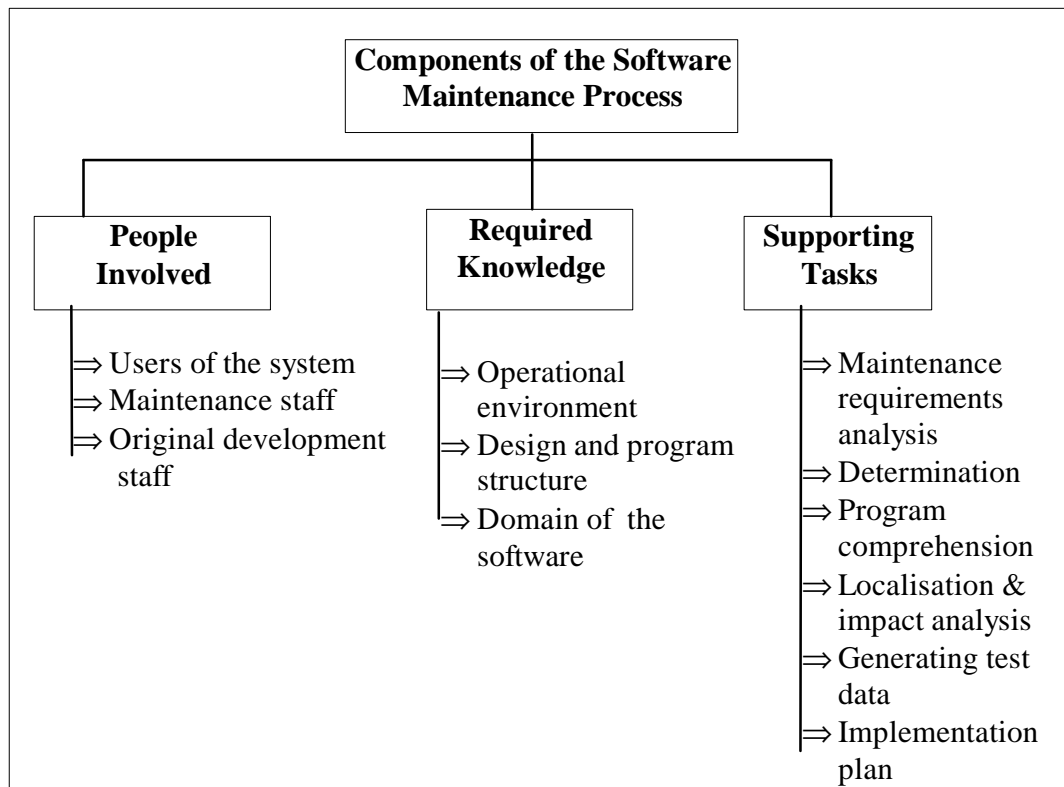 Components of the Software
Maintenance Process
People
Involved
⇒ Users of the system
⇒ Maintenance staff
⇒ Original development
staff
Required
Knowledge
⇒ Operational
environment
⇒ Design and program
structure
⇒ Domain of the
software
Supporting
Tasks
⇒ Maintenance
requirements
analysis
⇒ Determination
⇒ Program
comprehension
⇒ Localisation &
impact analysis
⇒ Generating test
data
⇒ Implementation
plan